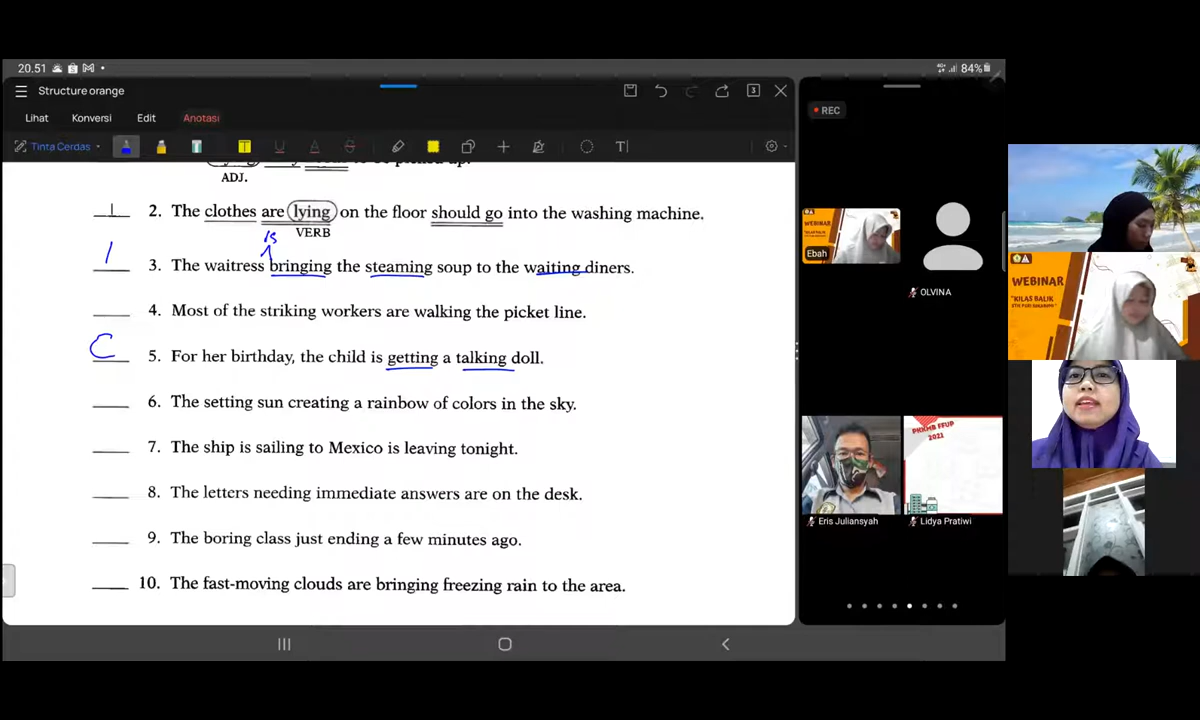 20.51
84%
Structure orange
3
Lihat
Konversi
Edit
Anotasi
Tinta Cerdas
T
ADJ.
I 2. The clothes are lying on the floor should go into the washing machine.
VERB
is
I 3. The waitress bringing the steaming soup to the waiting diners.
4. Most of the striking workers are walking the picket line.
C 5. For her birthday, the child is getting a talking doll.
6. The setting sun creating a rainbow of colors in the sky.
7. The ship is sailing to Mexico is leaving tonight.
8. The letters needing immediate answers are on the desk.
9. The boring class just ending a few minutes ago.
10. The fast-moving clouds are bringing freezing rain to the area.
REC
WEBINAR
Ebah
OLVINA
PKKMB FFUP
2021
Eris Juliansyah
Lidya Pratiwi
WEBINAR
"KILAS BALIK